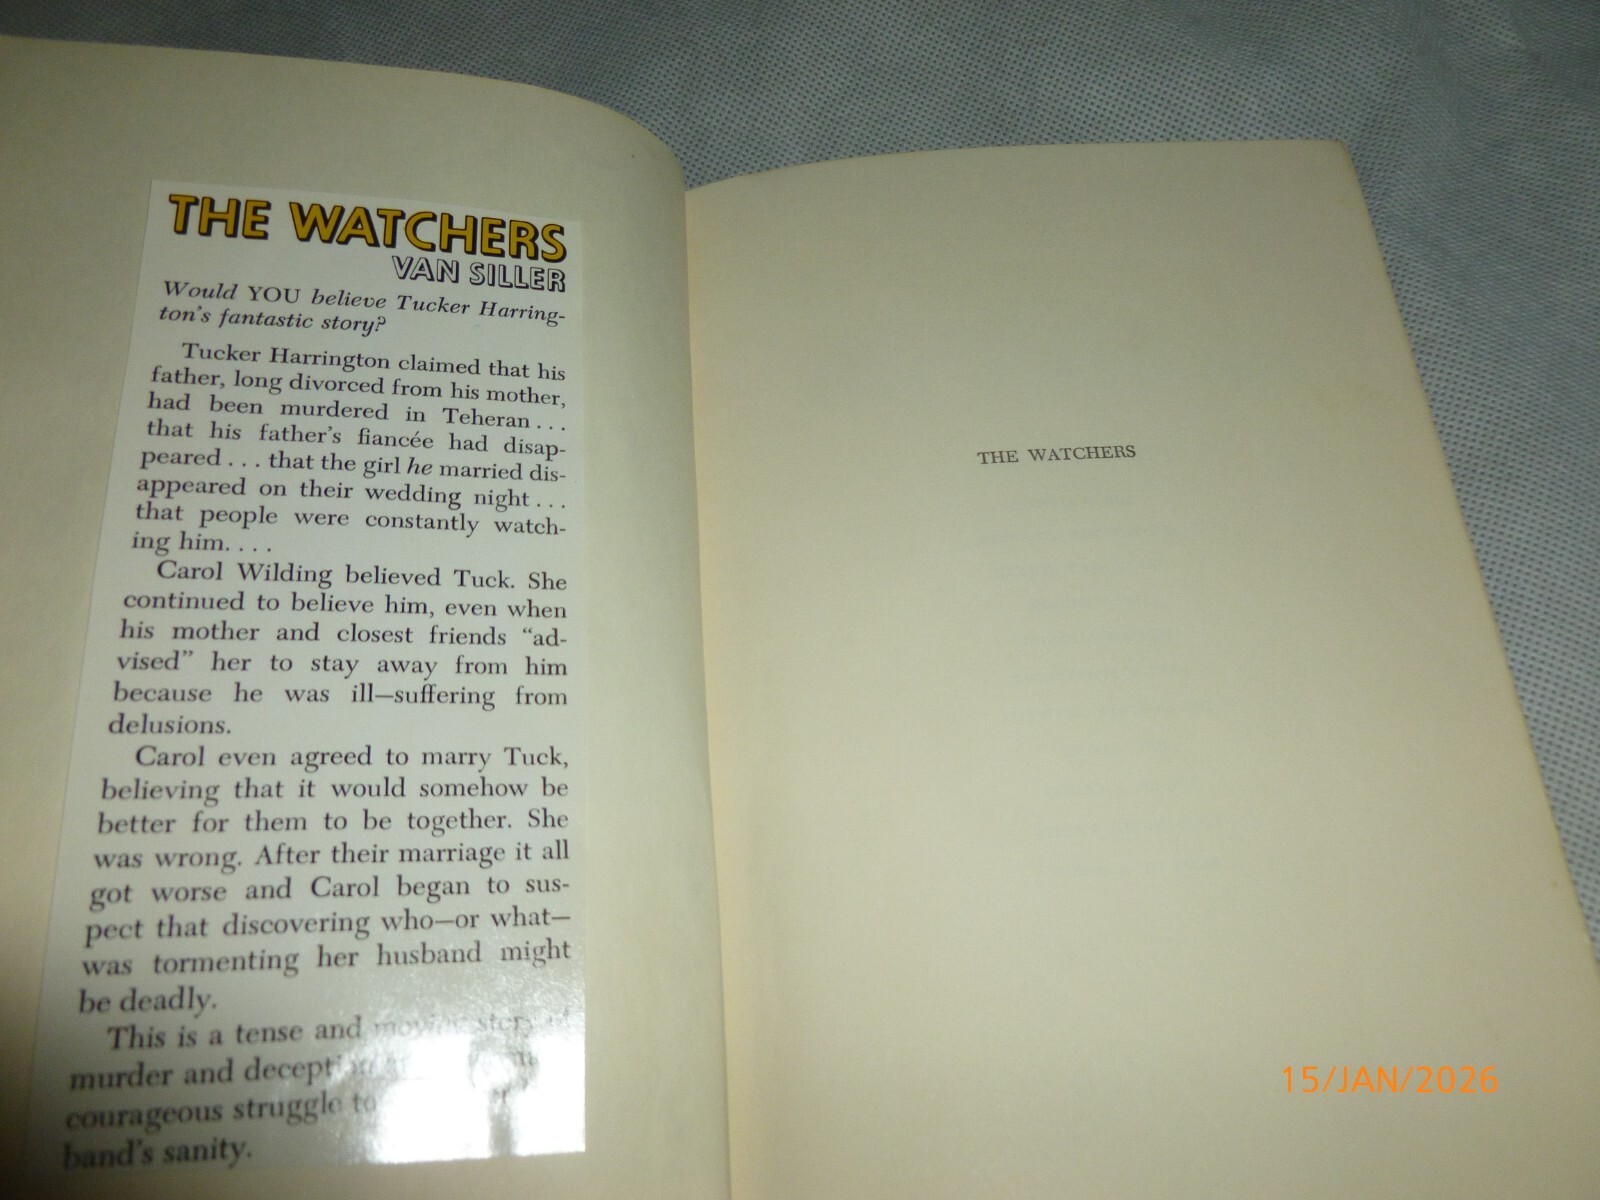 THE WATCHERS
VAN SILLER
Would YOU believe Tucker Harring-
ton's fantastic story?
Tucker Harrington claimed that his
father, long divorced from his mother,
had been murdered in Teheran...
that his father's fiancée had disap-
peared... that the girl he married dis-
appeared on their wedding night...
that people were constantly watch-
ing him....
Carol Wilding believed Tuck. She
continued to believe him, even when
his mother and closest friends “ad-
vised” her to stay away from him
because he was ill—suffering from
delusions.
Carol even agreed to marry Tuck,
believing that it would somehow be
better for them to be together. She
was wrong. After their marriage it all
got worse and Carol began to sus-
pect that discovering who—or what—
was tormenting her husband might
be deadly.
This is a tense and moving story of
murder and
courageous struggle to
band's sanity.
THE WATCHERS
15/JAN/2026